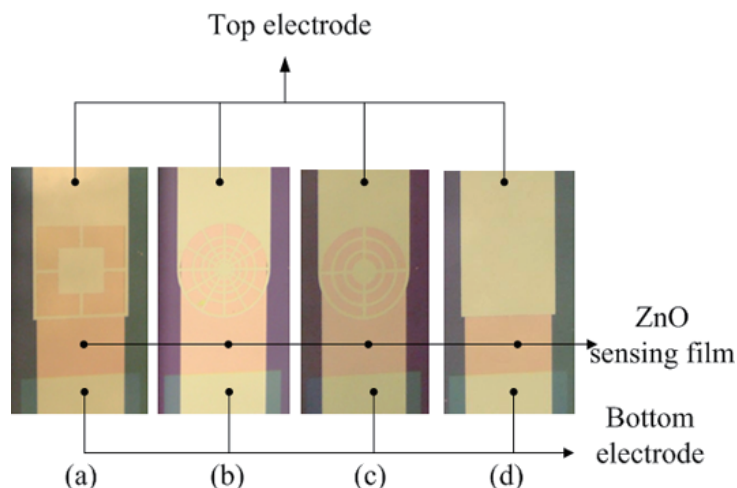 Top electrode
ZnO
sensing film
Bottom
electrode
(a)
(b)
(c)
(d)